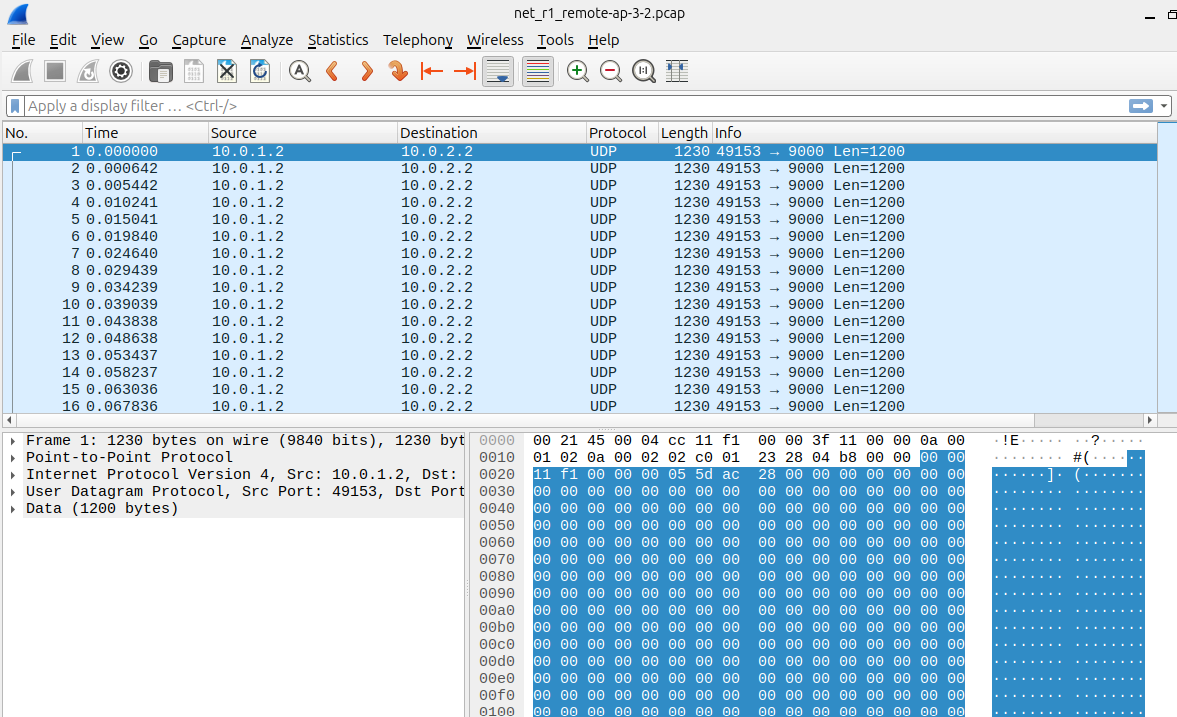 net_r1_remote-ap-3-2.pcap
File Edit View Go Capture Analyze Statistics Telephony Wireless Tools Help
Apply a display filter … <Ctrl-/>
No. Time Source Destination Protocol Length Info
1 0.000000 10.0.1.2 10.0.2.2 UDP 1230 49153 → 9000 Len=1200
2 0.000642 10.0.1.2 10.0.2.2 UDP 1230 49153 → 9000 Len=1200
3 0.005442 10.0.1.2 10.0.2.2 UDP 1230 49153 → 9000 Len=1200
4 0.010241 10.0.1.2 10.0.2.2 UDP 1230 49153 → 9000 Len=1200
5 0.015041 10.0.1.2 10.0.2.2 UDP 1230 49153 → 9000 Len=1200
6 0.019840 10.0.1.2 10.0.2.2 UDP 1230 49153 → 9000 Len=1200
7 0.024640 10.0.1.2 10.0.2.2 UDP 1230 49153 → 9000 Len=1200
8 0.029439 10.0.1.2 10.0.2.2 UDP 1230 49153 → 9000 Len=1200
9 0.034239 10.0.1.2 10.0.2.2 UDP 1230 49153 → 9000 Len=1200
10 0.039039 10.0.1.2 10.0.2.2 UDP 1230 49153 → 9000 Len=1200
11 0.043838 10.0.1.2 10.0.2.2 UDP 1230 49153 → 9000 Len=1200
12 0.048638 10.0.1.2 10.0.2.2 UDP 1230 49153 → 9000 Len=1200
13 0.053437 10.0.1.2 10.0.2.2 UDP 1230 49153 → 9000 Len=1200
14 0.058237 10.0.1.2 10.0.2.2 UDP 1230 49153 → 9000 Len=1200
15 0.063036 10.0.1.2 10.0.2.2 UDP 1230 49153 → 9000 Len=1200
16 0.067836 10.0.1.2 10.0.2.2 UDP 1230 49153 → 9000 Len=1200
Frame 1: 1230 bytes on wire (9840 bits), 1230 byt
Point-to-Point Protocol
Internet Protocol Version 4, Src: 10.0.1.2, Dst:
User Datagram Protocol, Src Port: 49153, Dst Port
Data (1200 bytes)
0000 00 21 45 00 04 cc 11 f1 00 00 3f 11 00 00 0a 00 ·!E····· ··?·····
0010 01 02 0a 00 02 02 c0 01 23 28 04 b8 00 00 00 00 ········ #(······
0020 11 f1 00 00 00 05 5d ac 28 00 00 00 00 00 00 00 ······]· (·······
0030 00 00 00 00 00 00 00 00 00 00 00 00 00 00 00 00 ········ ········
0040 00 00 00 00 00 00 00 00 00 00 00 00 00 00 00 00 ········ ········
0050 00 00 00 00 00 00 00 00 00 00 00 00 00 00 00 00 ········ ········
0060 00 00 00 00 00 00 00 00 00 00 00 00 00 00 00 00 ········ ········
0070 00 00 00 00 00 00 00 00 00 00 00 00 00 00 00 00 ········ ········
0080 00 00 00 00 00 00 00 00 00 00 00 00 00 00 00 00 ········ ········
0090 00 00 00 00 00 00 00 00 00 00 00 00 00 00 00 00 ········ ········
00a0 00 00 00 00 00 00 00 00 00 00 00 00 00 00 00 00 ········ ········
00b0 00 00 00 00 00 00 00 00 00 00 00 00 00 00 00 00 ········ ········
00c0 00 00 00 00 00 00 00 00 00 00 00 00 00 00 00 00 ········ ········
00d0 00 00 00 00 00 00 00 00 00 00 00 00 00 00 00 00 ········ ········
00e0 00 00 00 00 00 00 00 00 00 00 00 00 00 00 00 00 ········ ········
00f0 00 00 00 00 00 00 00 00 00 00 00 00 00 00 00 00 ········ ········
0100 00 00 00 00 00 00 00 00 00 00 00 00 00 00 00 00 ········ ········